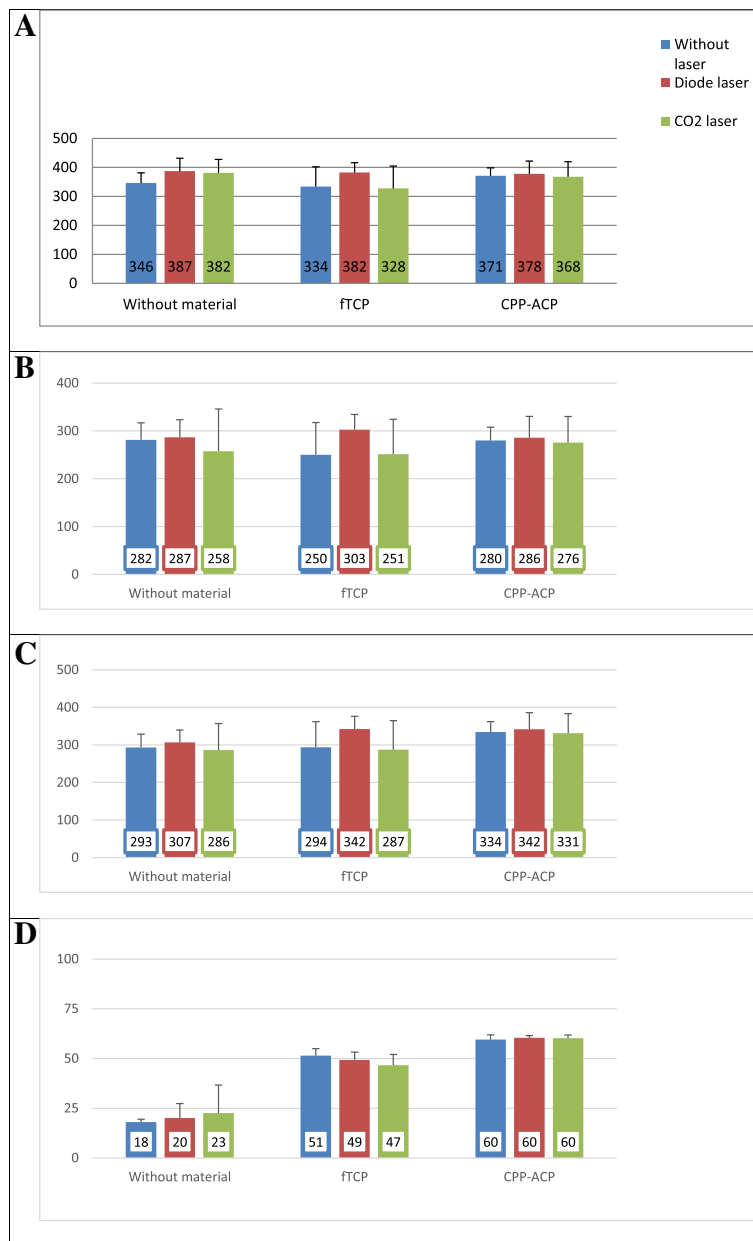 A
Without
laser
Diode laser
CO2 laser
500
400
300
200
100
0
346 387 382 334 382 328 371 378 368
Without material fTCP CPP-ACP
B
400
300
200
100
0
282 287 258 250 303 251 280 286 276
Without material fTCP CPP-ACP
C
500
400
300
200
100
0
293 307 286 294 342 287 334 342 331
Without material fTCP CPP-ACP
D
100
75
50
25
0
18 20 23 51 49 47 60 60 60
Without material fTCP CPP-ACP